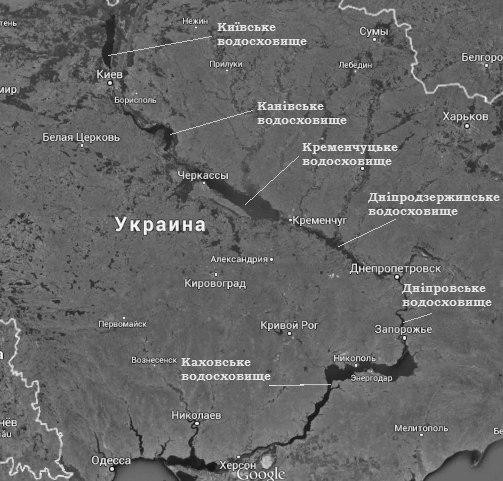 Нежин
Київське
водосховище
Сумы
Киев
Прилуки
Лебедин
Белгоро
Борисполь
Канівське
водосховище
Харьков
Белая Церковь
Кременчуцьке
водосховище
Черкассы
Дніпродзержинське
водосховище
Украина
Кременчуг
Александрия
Днепропетровск
Кировоград
Дніпровське
водосховище
Первомайск
Кривой Рог
Запорожье
Вознесенск
Каховське
водосховище
Никополь
Энергодар
Николаев
Мелитополь
Одесса
Херсон
Google